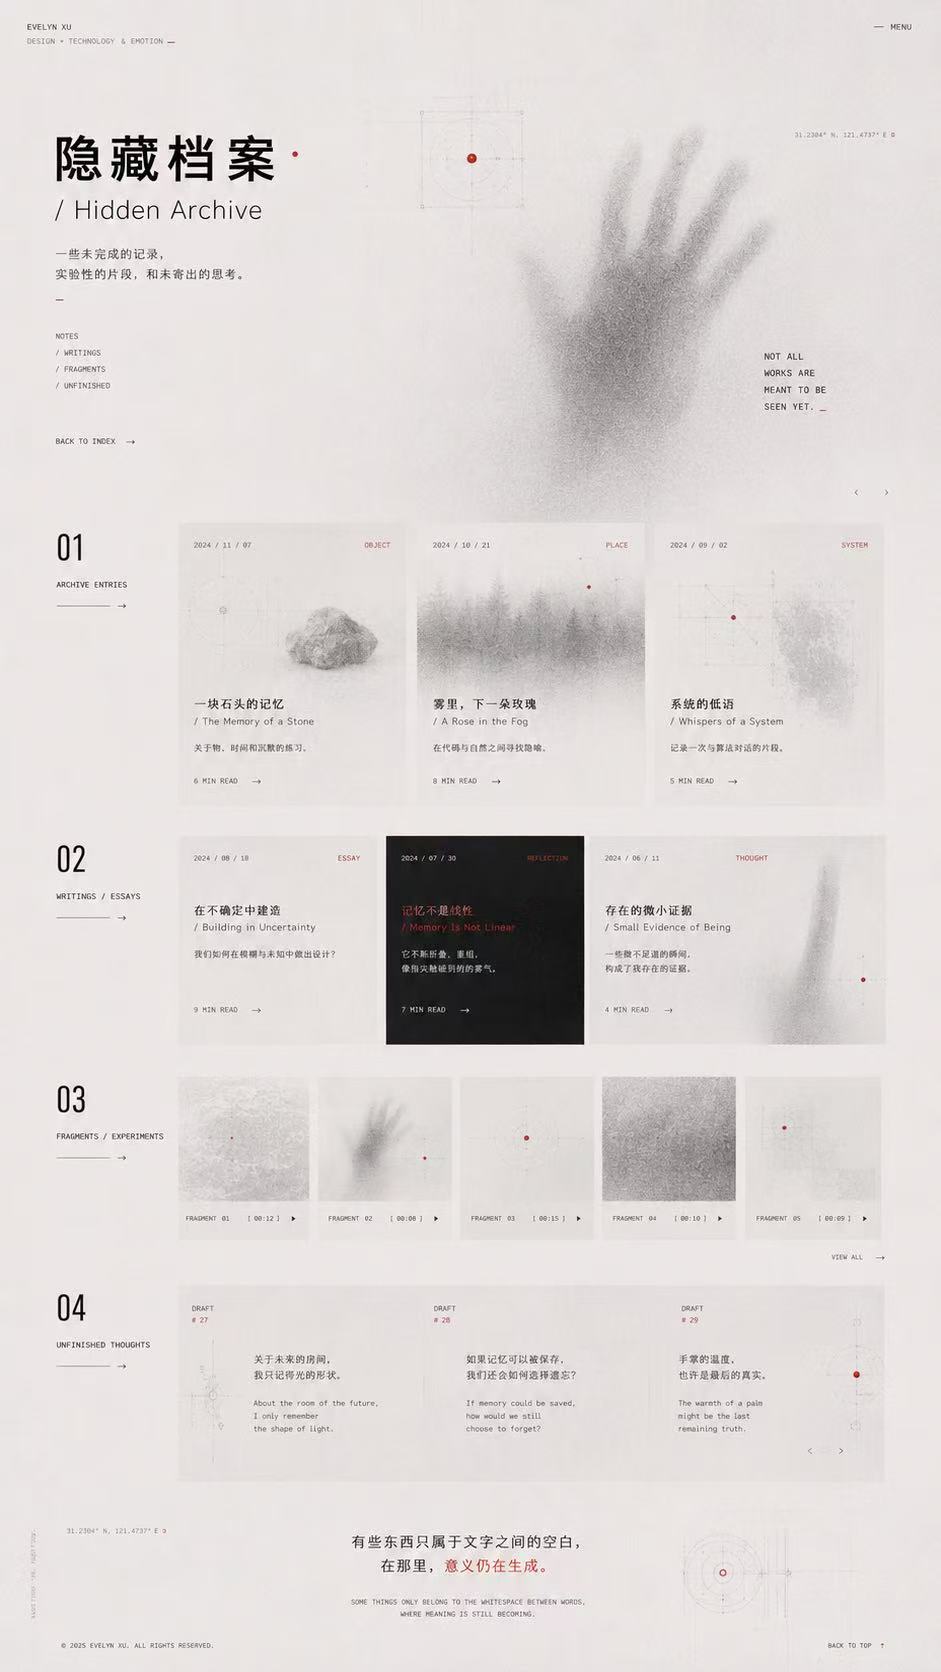 EVELYN XU
DESIGN + TECHNOLOGY & EMOTION
MENU
31.2304° N, 121.4737° E
隐藏档案
/ Hidden Archive
一些未完成的记录，
实验性的片段，和未寄出的思考。
NOTES
/ WRITINGS
/ FRAGMENTS
/ UNFINISHED
NOT ALL
WORKS ARE
MEANT TO BE
SEEN YET. _
BACK TO INDEX →
‹ ›
01
ARCHIVE ENTRIES
→
2024 / 11 / 07 OBJECT
一块石头的记忆
/ The Memory of a Stone
关于物、时间和沉默的练习。
6 MIN READ →
2024 / 10 / 21 PLACE
雾里，下一朵玫瑰
/ A Rose in the Fog
在代码与自然之间寻找隐喻。
8 MIN READ →
2024 / 09 / 02 SYSTEM
系统的低语
/ Whispers of a System
记录一次与算法对话的片段。
5 MIN READ →
02
WRITINGS / ESSAYS
→
2024 / 08 / 18 ESSAY
在不确定中建造
/ Building in Uncertainty
我们如何在模糊与未知中做出设计？
9 MIN READ →
2024 / 07 / 30 REFLECTION
记忆不是线性
/ Memory Is Not Linear
重组，
7 MIN READ →
2024 / 06 / 11 THOUGHT
存在的微小证据
/ Small Evidence of Being
一些微不足道的瞬间，
构成了我存在的证据。
4 MIN READ →
03
FRAGMENTS / EXPERIMENTS
→
FRAGMENT 01 [ 00:12 ] ▶
FRAGMENT 02 [ 00:08 ] ▶
FRAGMENT 03 [ 00:15 ] ▶
FRAGMENT 04 [ 00:10 ] ▶
FRAGMENT 05 [ 00:09 ] ▶
VIEW ALL →
04
UNFINISHED THOUGHTS
→
DRAFT
# 27
关于未来的房间，
我只记得光的形状。
About the room of the future,
I only remember
the shape of light.
DRAFT
# 28
如果记忆可以被保存，
我们还会如何选择遗忘？
If memory could be saved,
how would we still
choose to forget?
DRAFT
# 29
手掌的温度，
也许是最后的真实。
The warmth of a palm
might be the last
remaining truth.
‹ ›
31.2304° N, 121.4737° E
有些东西只属于文字之间的空白，
在那里，意义仍在生成。
SOME THINGS ONLY BELONG TO THE WHITESPACE BETWEEN WORDS,
WHERE MEANING IS STILL BECOMING.
© 2025 EVELYN XU. ALL RIGHTS RESERVED.
BACK TO TOP ↑